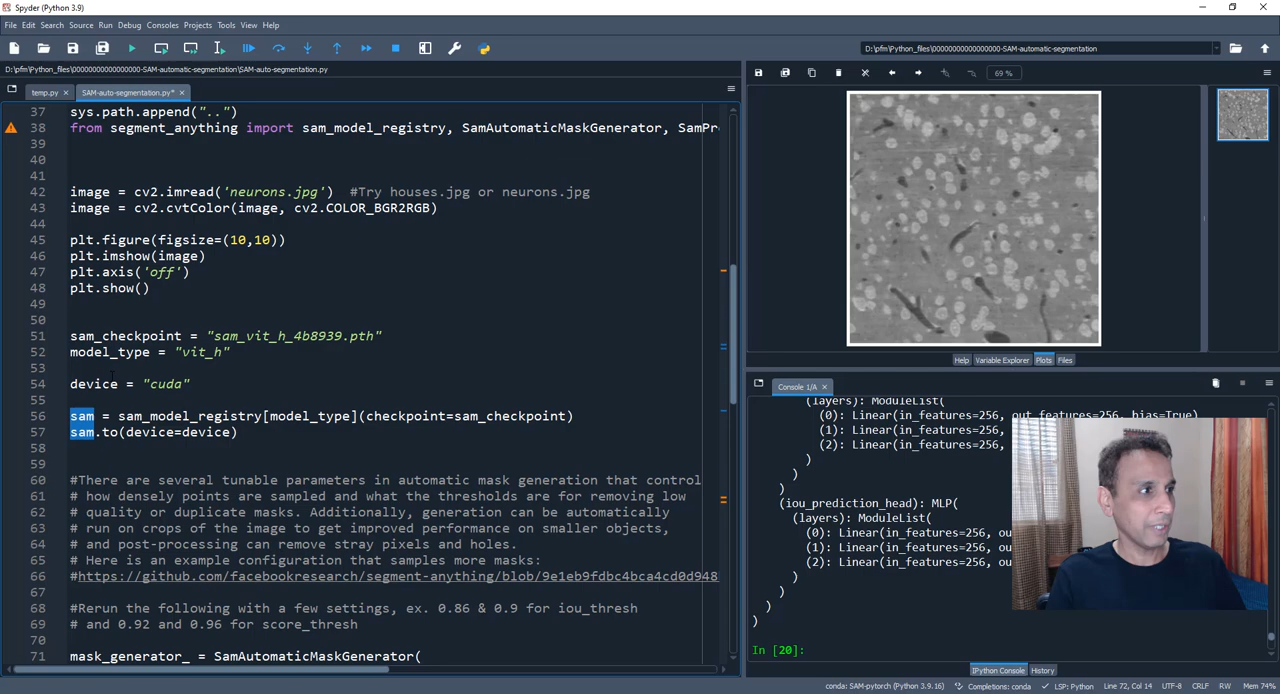 Spyder (Python 3.9)
File Edit Search Source Run Debug Consoles Projects Tools View Help
D:\pfm\Python_files\0000000000000000-SAM-automatic-segmentation
D:\pfm\Python_files\0000000000000000-SAM-automatic-segmentation\SAM-auto-segmentation.py
temp.py
SAM-auto-segmentation.py*
69 %
37 sys.path.append("..")
38 from segment_anything import sam_model_registry, SamAutomaticMaskGenerator, SamPr
39
40
41
42 image = cv2.imread('neurons.jpg') #Try houses.jpg or neurons.jpg
43 image = cv2.cvtColor(image, cv2.COLOR_BGR2RGB)
44
45 plt.figure(figsize=(10,10))
46 plt.imshow(image)
47 plt.axis('off')
48 plt.show()
49
50
51 sam_checkpoint = "sam_vit_h_4b8939.pth"
52 model_type = "vit_h"
53
54 device = "cuda"
55
56 sam = sam_model_registry[model_type](checkpoint=sam_checkpoint)
57 sam.to(device=device)
58
59
60 #There are several tunable parameters in automatic mask generation that control
61 # how densely points are sampled and what the thresholds are for removing low
62 # quality or duplicate masks. Additionally, generation can be automatically
63 # run on crops of the image to get improved performance on smaller objects,
64 # and post-processing can remove stray pixels and holes.
65 # Here is an example configuration that samples more masks:
66 #https://github.com/facebookresearch/segment-anything/blob/9e1eb9fdbc4bca4cd0d948
67
68 #Rerun the following with a few settings, ex. 0.86 & 0.9 for iou_thresh
69 # and 0.92 and 0.96 for score_thresh
70
71 mask_generator_ = SamAutomaticMaskGenerator(
Help Variable Explorer Plots Files
Console 1/A
(layers): ModuleList(
(0): Linear(in_features=256, out_features=256, bias=True)
(1): Linear(in_features=256,
(2): Linear(in_features=256,
)
)
)
(iou_prediction_head): MLP(
(layers): ModuleList(
(0): Linear(in_features=256, ou
(1): Linear(in_features=256, ou
(2): Linear(in_features=256, ou
)
)
)
)
In [20]:
IPython Console History
conda: SAM-pytorch (Python 3.9.16) Completions: conda LSP: Python Line 72, Col 14 UTF-8 CRLF RW Mem 74%